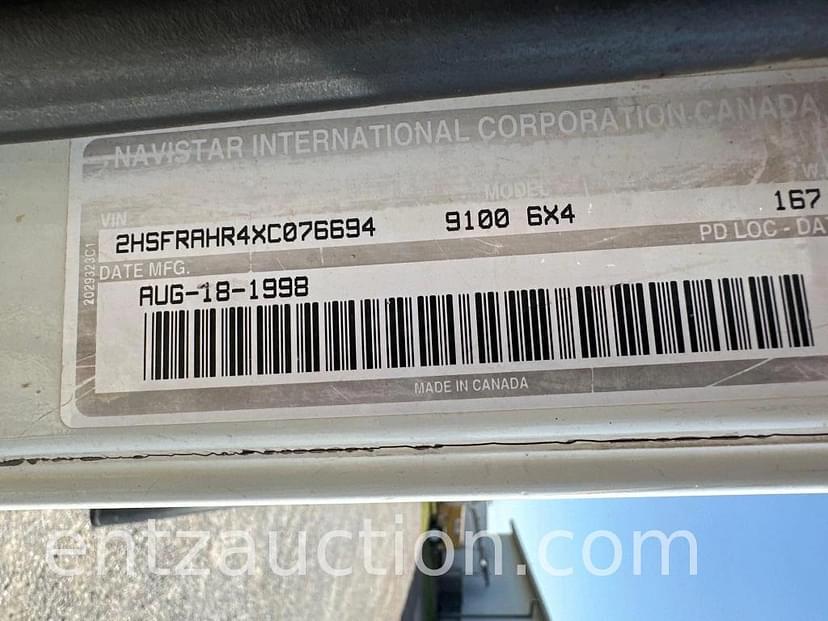 NAVISTAR INTERNATIONAL CORPORATION CANADA
VIN MODEL W.
2HSFRAHR4XC076694 9100 6X4 167
DATE MFG. PD LOC - DA
AUG-18-1998
2029323C1
MADE IN CANADA
entzauction.com